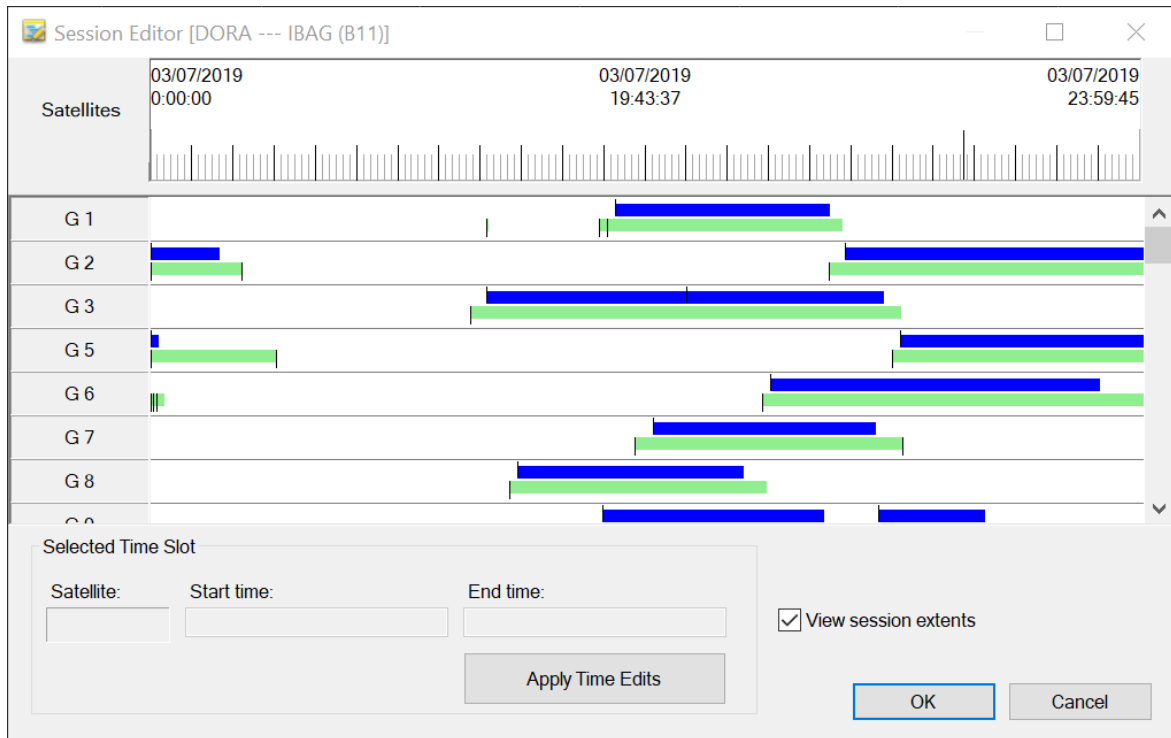 Session Editor [DORA --- IBAG (B11)]
03/07/2019 03/07/2019 03/07/2019
Satellites 0:00:00 19:43:37 23:59:45
G 1
G 2
G 3
G 5
G 6
G 7
G 8
Selected Time Slot
Satellite: Start time: End time:
View session extents
Apply Time Edits
OK Cancel